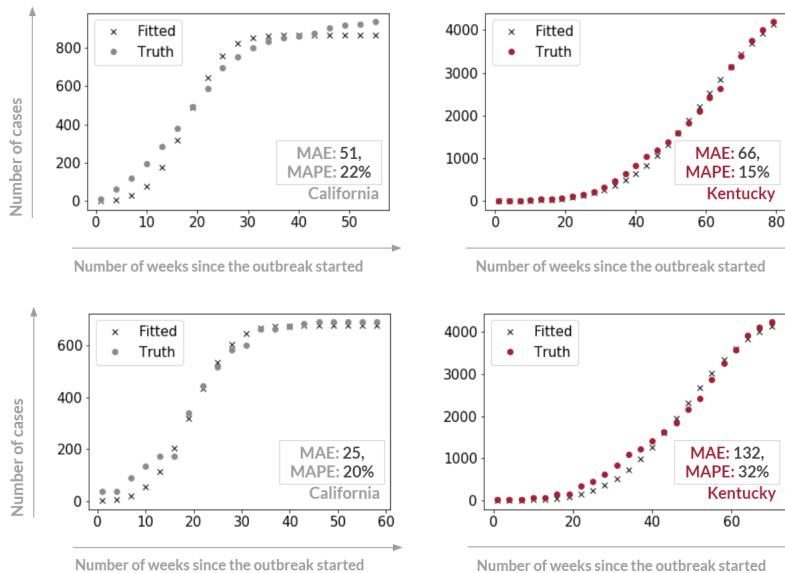 Number of cases
800
600
400
200
0
Fitted
Truth
MAE: 51,
MAPE: 22%
California
0
10
20
30
40
50
Number of weeks since the outbreak started
4000
3000
2000
1000
0
Fitted
Truth
MAE: 66,
MAPE: 15%
Kentucky
0
20
40
60
80
Number of weeks since the outbreak started
Number of cases
600
400
200
0
Fitted
Truth
MAE: 25,
MAPE: 20%
California
0
10
20
30
40
50
60
Number of weeks since the outbreak started
4000
3000
2000
1000
0
Fitted
Truth
MAE: 132,
MAPE: 32%
Kentucky
0
20
40
60
Number of weeks since the outbreak started